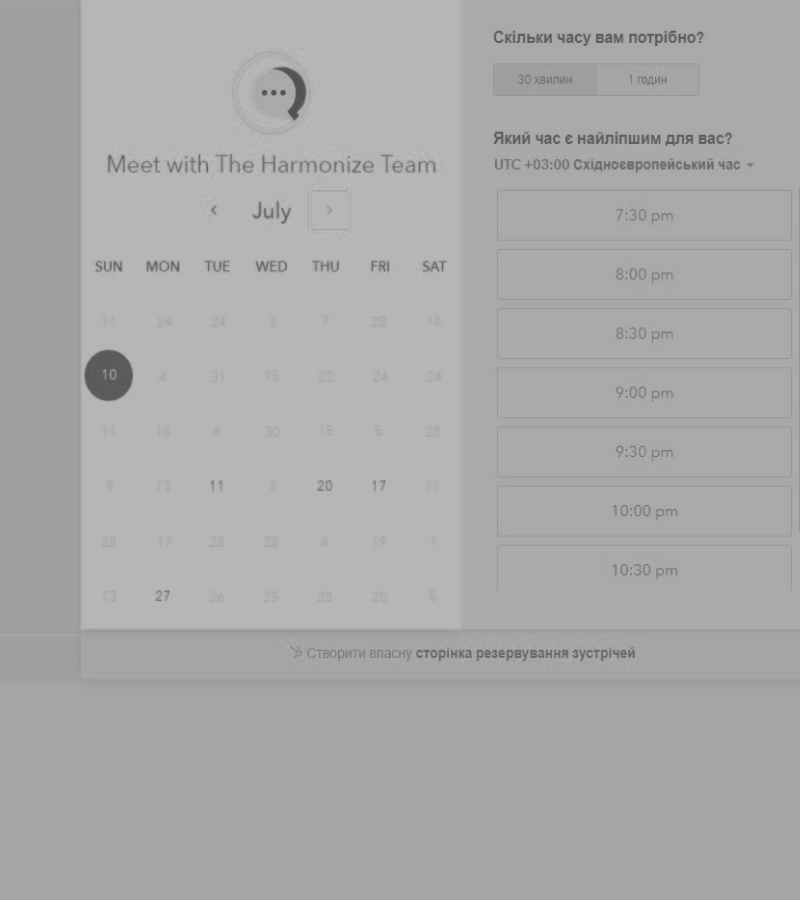 Meet with The Harmonize Team
July
SUN MON TUE WED THU FRI SAT
11 24 24 3 7 28 16
10 4 31 15 22 24 24
11 18 6 30 15 5 28
9 13 11 3 20 17 11
28 17 28 28 6 19 1
13 27 26 25 28 20 5
Скільки часу вам потрібно?
30 хвилин 1 годин
Який час є найліпшим для вас?
UTC +03:00 Східноєвропейський час
7:30 pm
8:00 pm
8:30 pm
9:00 pm
9:30 pm
10:00 pm
10:30 pm
Створити власну сторінка резервування зустрічей